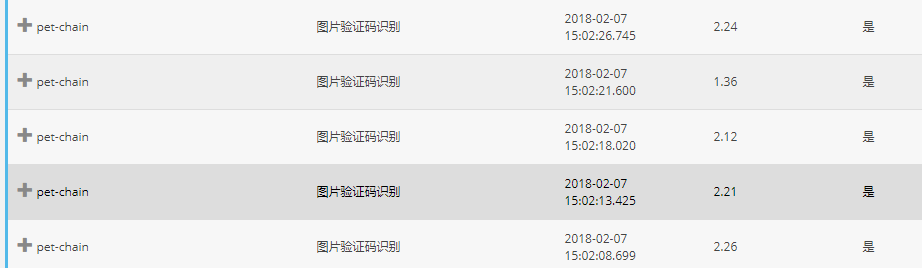 pet-chain 图片验证码识别 2018-02-07 15:02:26.745 2.24 是
pet-chain 图片验证码识别 2018-02-07 15:02:21.600 1.36 是
pet-chain 图片验证码识别 2018-02-07 15:02:18.020 2.12 是
pet-chain 图片验证码识别 2018-02-07 15:02:13.425 2.21 是
pet-chain 图片验证码识别 2018-02-07 15:02:08.699 2.26 是